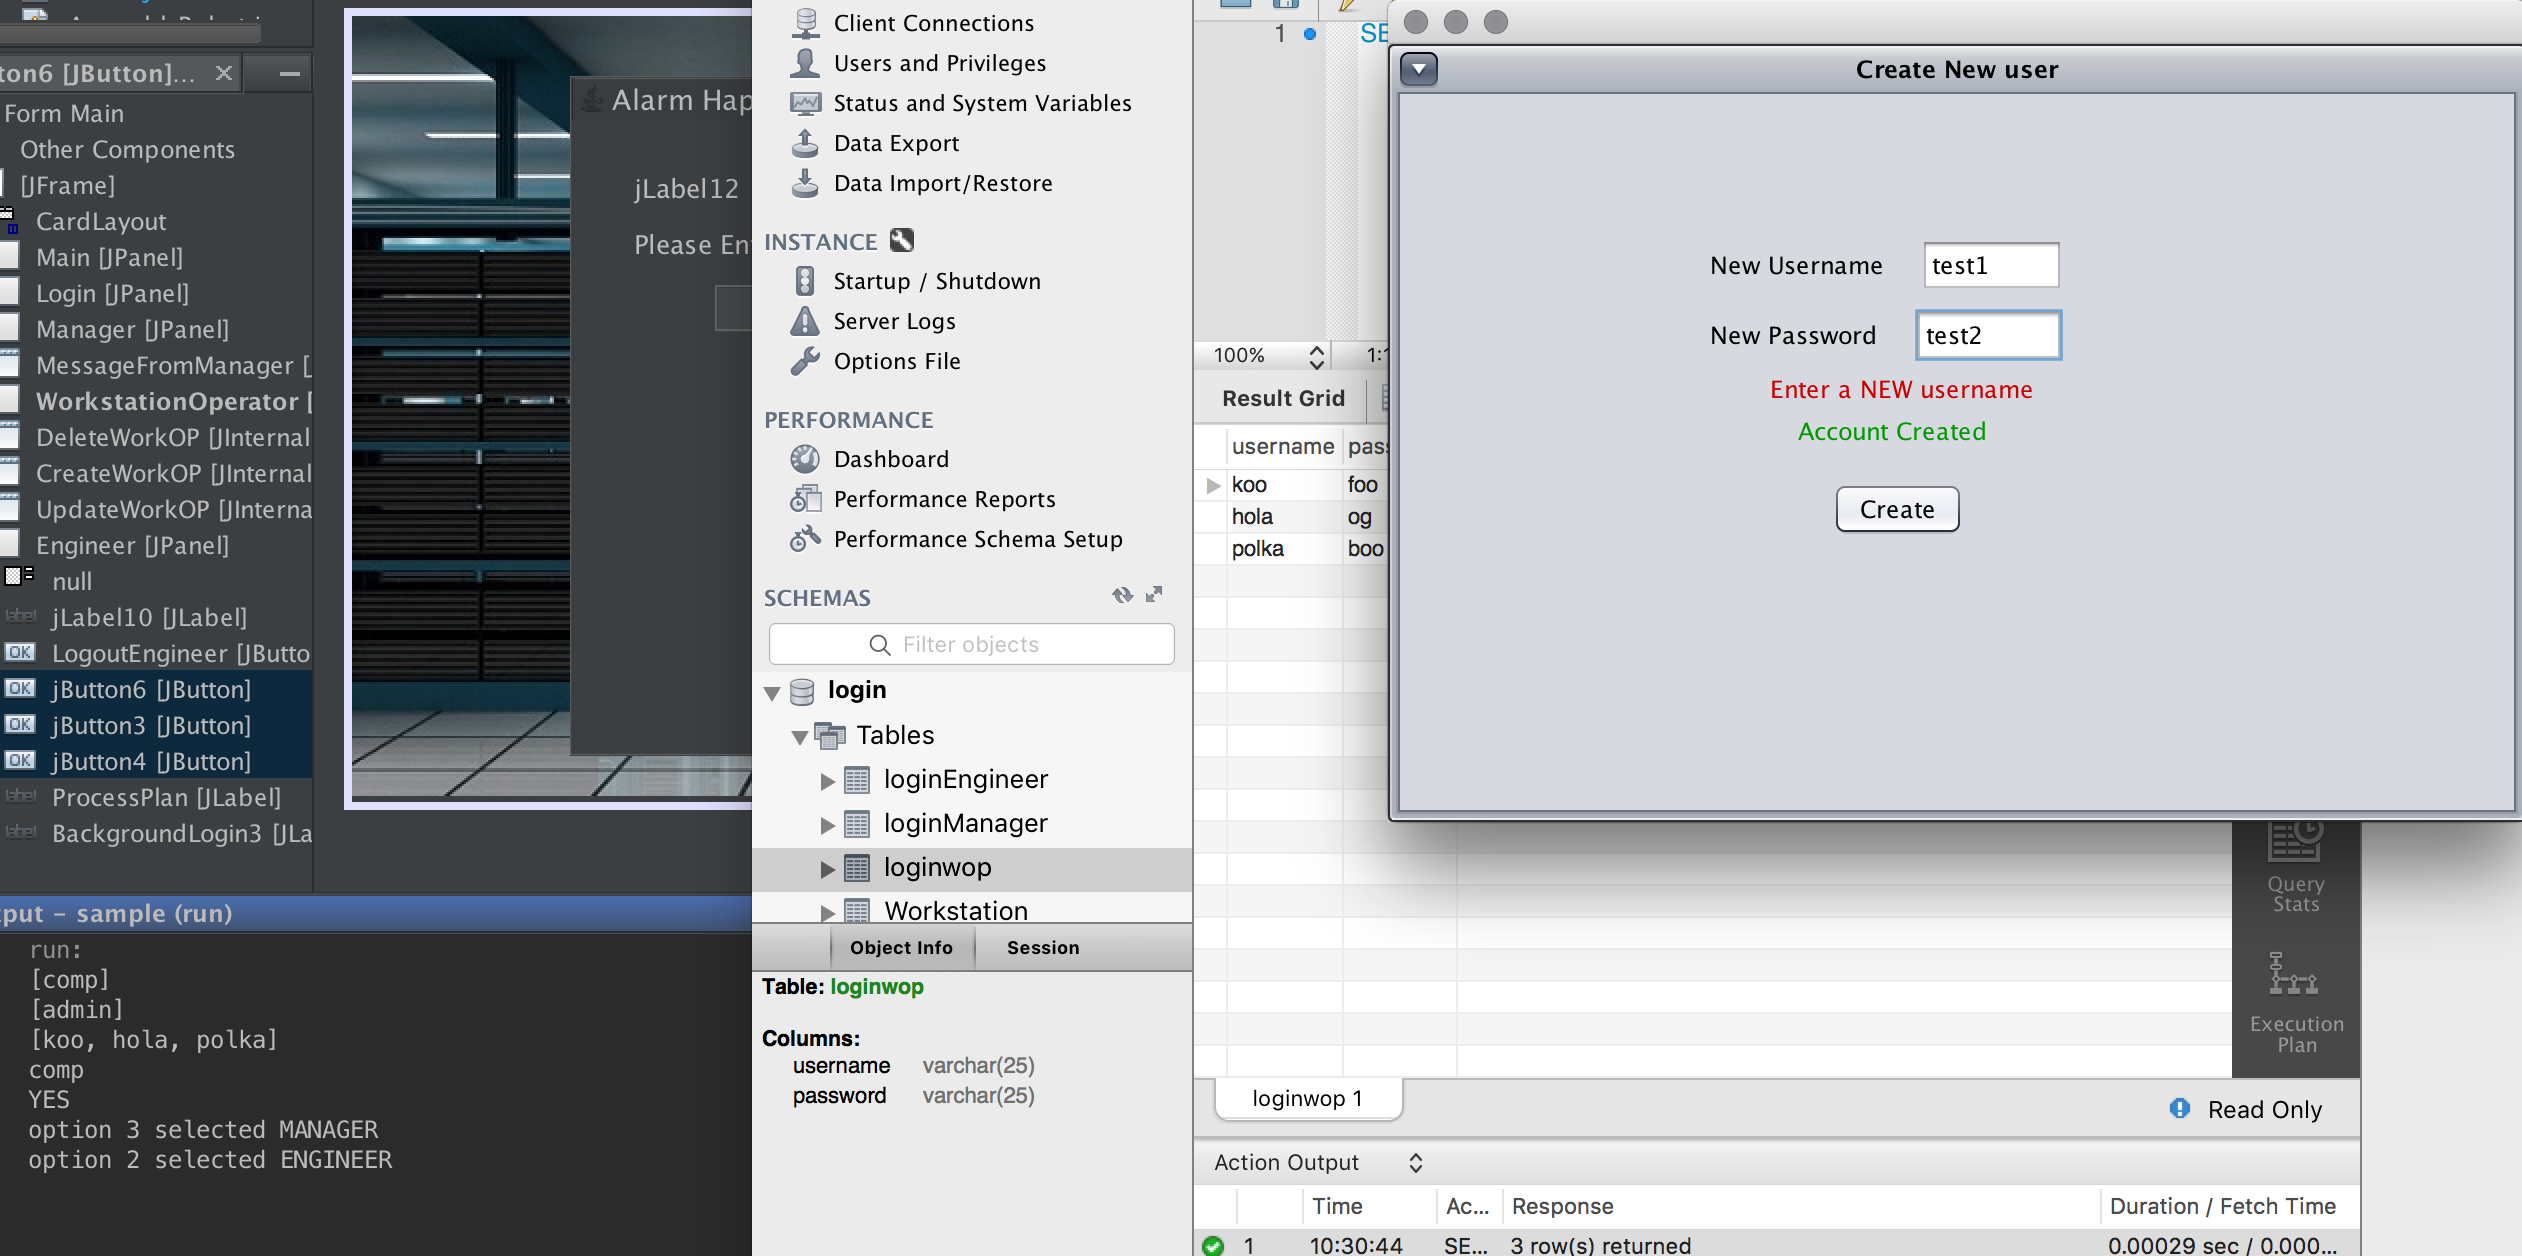 ton6 [JButton]...
Form Main
Other Components
[JFrame]
CardLayout
Main [JPanel]
Login [JPanel]
Manager [JPanel]
MessageFromManager [
WorkstationOperator [
DeleteWorkOP [JInternal
CreateWorkOP [JInternal
UpdateWorkOP [JInterna
Engineer [JPanel]
null
jLabel10 [JLabel]
LogoutEngineer [JButto
OK
jButton6 [JButton]
OK
jButton3 [JButton]
OK
jButton4 [JButton]
OK
ProcessPlan [JLabel]
BackgroundLogin3 [JLa
put - sample (run)
run:
[comp]
[admin]
[koo, hola, polka]
comp
YES
option 3 selected MANAGER
option 2 selected ENGINEER
Alarm Hap
jLabel12
Please En
Client Connections
Users and Privileges
Status and System Variables
Data Export
Data Import/Restore
INSTANCE
Startup / Shutdown
Server Logs
Options File
PERFORMANCE
Dashboard
Performance Reports
Performance Schema Setup
SCHEMAS
Filter objects
login
Tables
loginEngineer
loginManager
loginwop
Workstation
Object Info
Session
Table: loginwop
Columns:
username varchar(25)
password varchar(25)
1
SE
100%
1:1
Result Grid
username pass
koo foo
hola og
polka boo
Create New user
New Username test1
New Password test2
Enter a NEW username
Account Created
Create
Query
Stats
Execution
Plan
loginwop 1
Read Only
Action Output
Time Ac... Response Duration / Fetch Time
1 10:30:44 SE... 3 row(s) returned 0.00029 sec / 0.000...